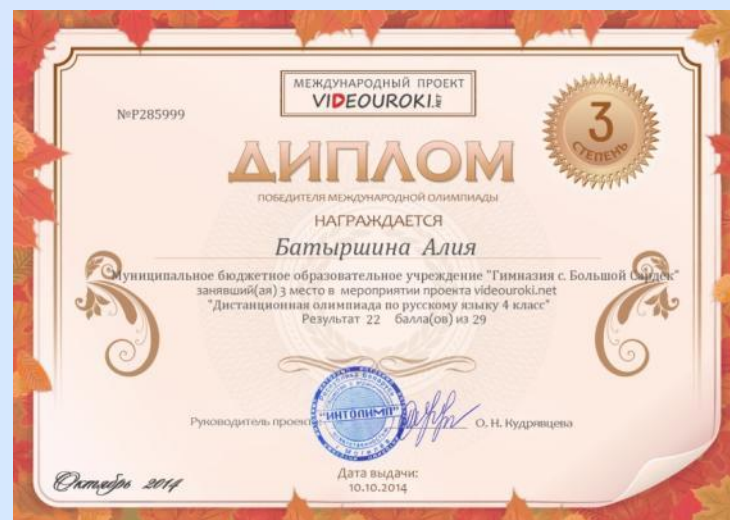 МЕЖДУНАРОДНЫЙ ПРОЕКТ
VIDEOUROKI.NET
№P285999
3
СТЕПЕНЬ
ДИПЛОМ
ПОБЕДИТЕЛЯ МЕЖДУНАРОДНОЙ ОЛИМПИАДЫ
НАГРАЖДАЕТСЯ
Батыршина Алия
Муниципальное бюджетное образовательное учреждение "Гимназия с. Большой Сардек"
занявший(ая) 3 место в мероприятии проекта videouroki.net
"Дистанционная олимпиада по русскому языку 4 класс"
Результат 22 балла(ов) из 29
Руководитель проекта
"ИНТОЛИМП"
О. Н. Кудрявцева
Октябрь 2014
Дата выдачи:
10.10.2014